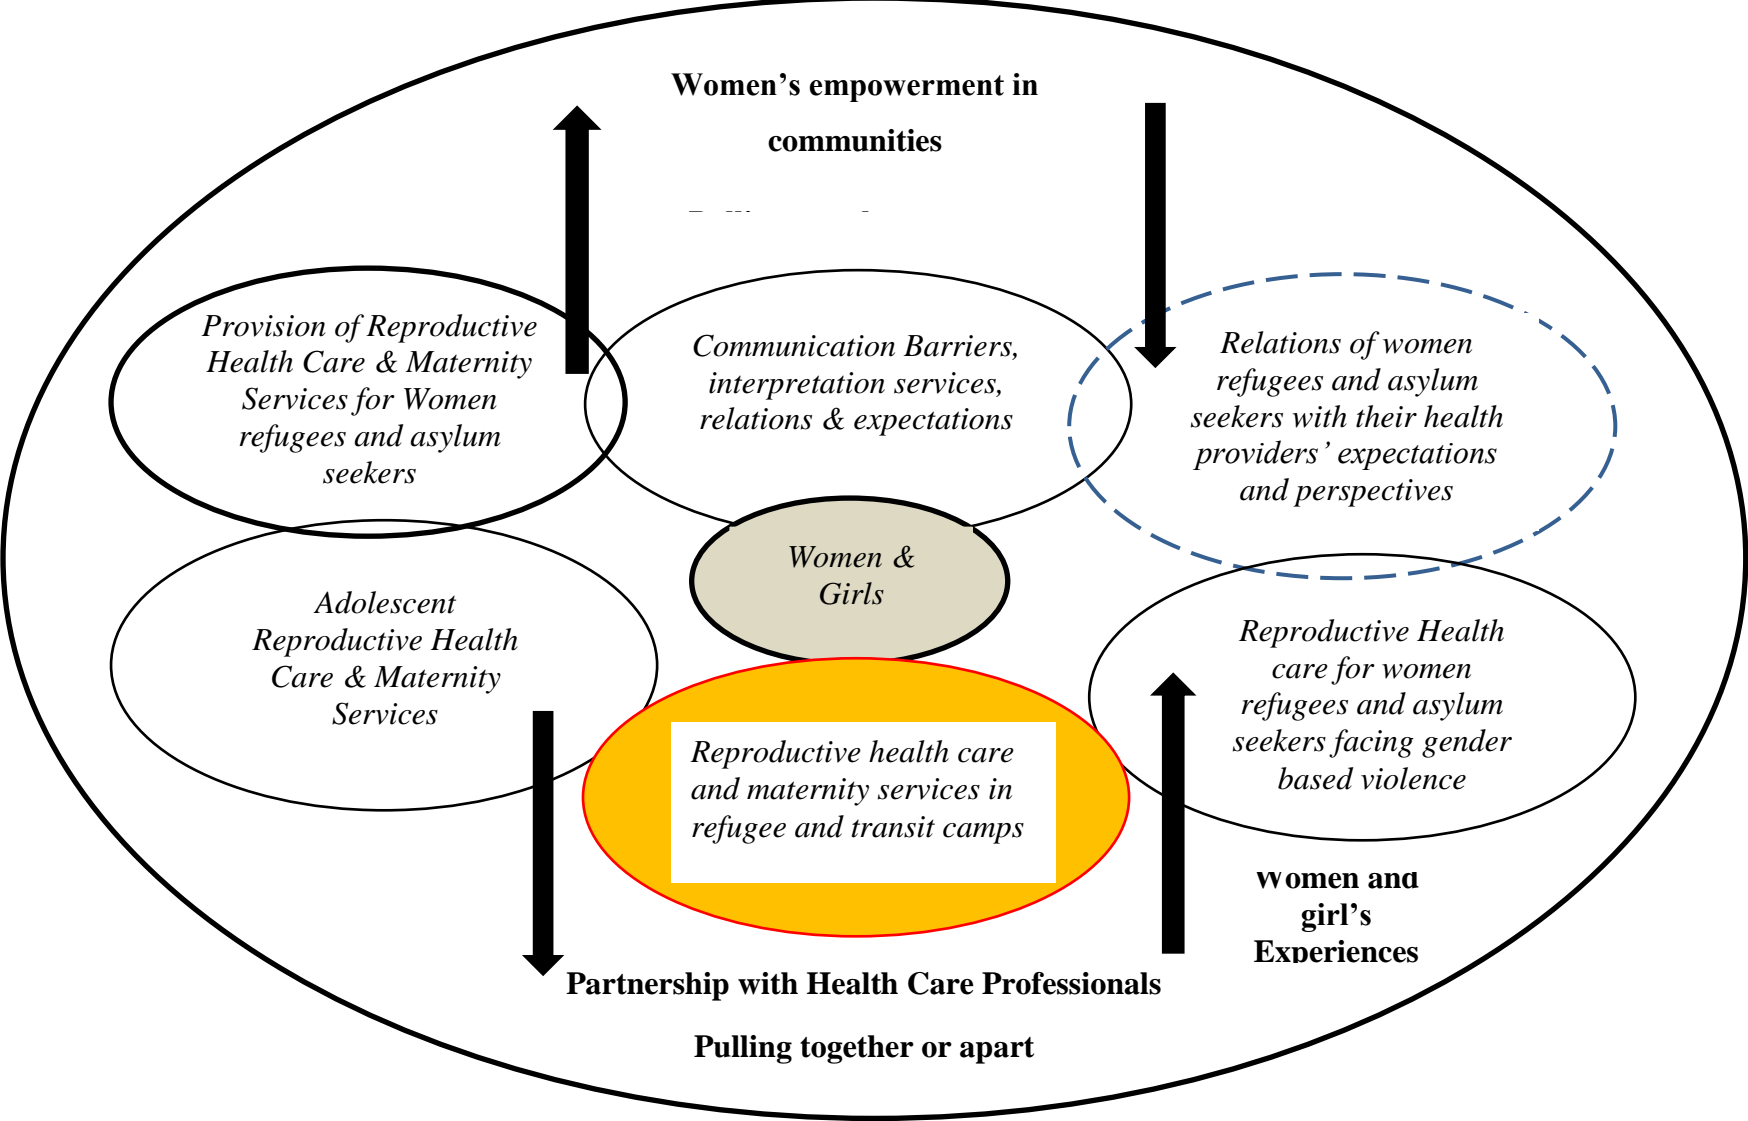 Women’s empowerment in
communities
Provision of Reproductive
Health Care & Maternity
Services for Women
refugees and asylum
seekers
Communication Barriers,
interpretation services,
relations & expectations
Relations of women
refugees and asylum
seekers with their health
providers’ expectations
and perspectives
Women &
Girls
Adolescent
Reproductive Health
Care & Maternity
Services
Reproductive health care
and maternity services in
refugee and transit camps
Reproductive Health
care for women
refugees and asylum
seekers facing gender
based violence
Women and
girl’s
Experiences
Partnership with Health Care Professionals
Pulling together or apart